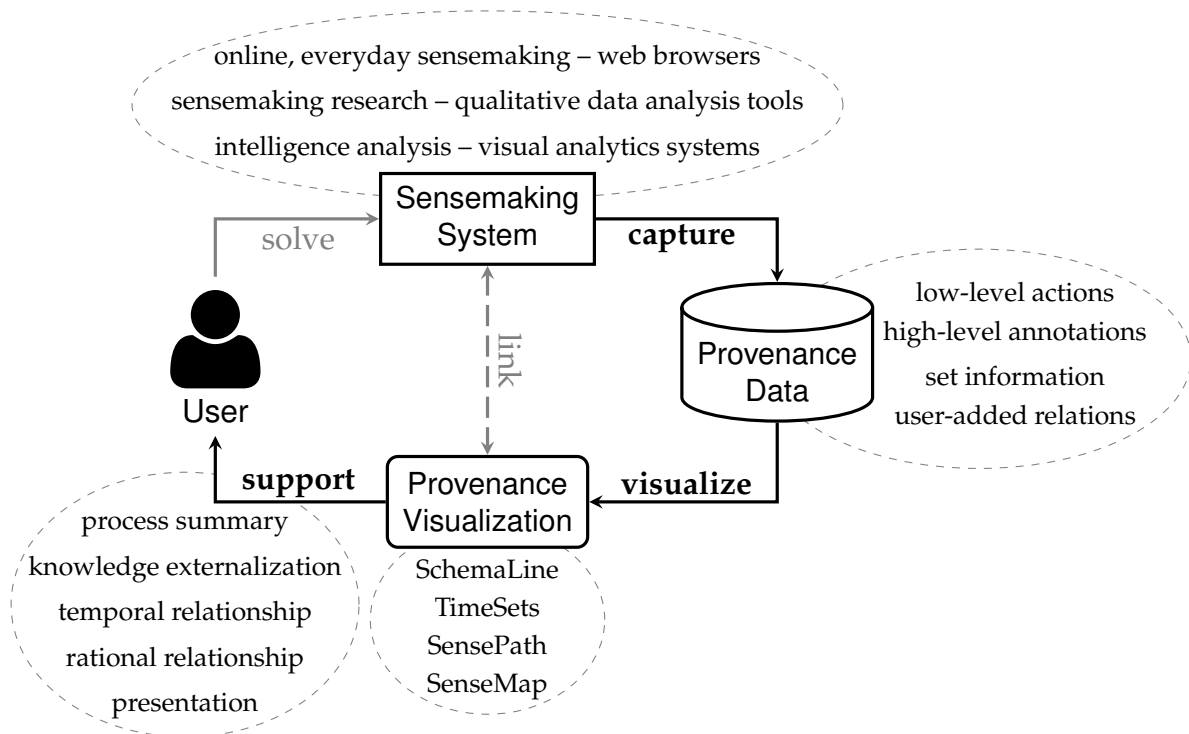 online, everyday sensemaking – web browsers
sensemaking research – qualitative data analysis tools
intelligence analysis – visual analytics systems
Sensemaking
System
solve
capture
link
User
Provenance
Data
low-level actions
high-level annotations
set information
user-added relations
support
Provenance
Visualization
visualize
process summary
knowledge externalization
temporal relationship
rational relationship
presentation
SchemaLine
TimeSets
SensePath
SenseMap